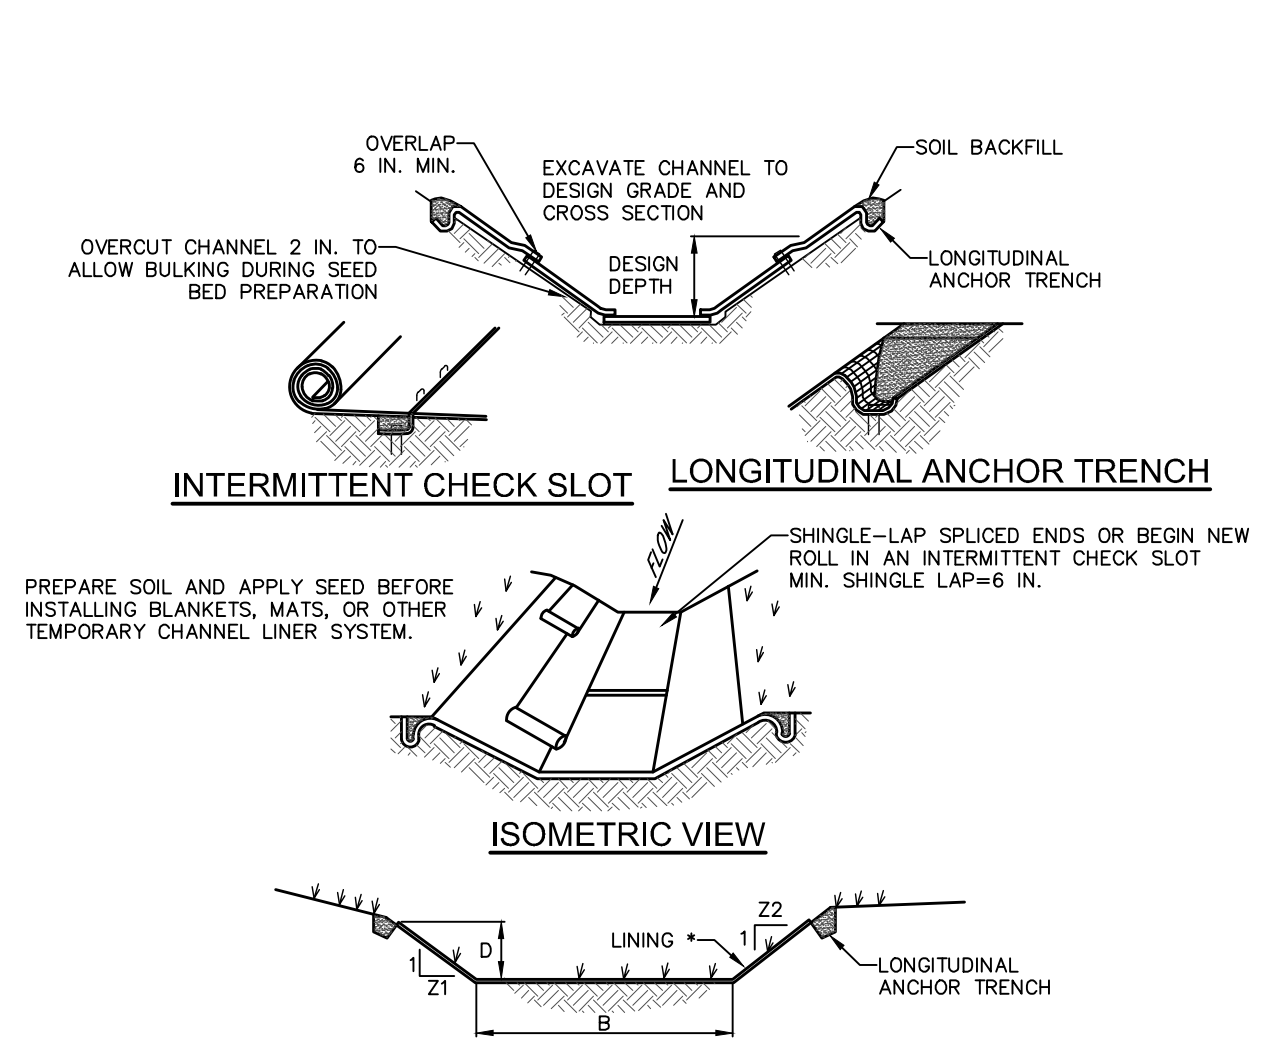 OVERLAP
6 IN. MIN.
EXCAVATE CHANNEL TO
DESIGN GRADE AND
CROSS SECTION
SOIL BACKFILL
OVERCUT CHANNEL 2 IN. TO
ALLOW BULKING DURING SEED
BED PREPARATION
DESIGN
DEPTH
LONGITUDINAL
ANCHOR TRENCH
INTERMITTENT CHECK SLOT
LONGITUDINAL ANCHOR TRENCH
FLOW
SHINGLE-LAP SPLICED ENDS OR BEGIN NEW
ROLL IN AN INTERMITTENT CHECK SLOT
MIN. SHINGLE LAP=6 IN.
PREPARE SOIL AND APPLY SEED BEFORE
INSTALLING BLANKETS, MATS, OR OTHER
TEMPORARY CHANNEL LINER SYSTEM.
ISOMETRIC VIEW
D
1
Z1
LINING *
1
Z2
LONGITUDINAL
ANCHOR TRENCH
B